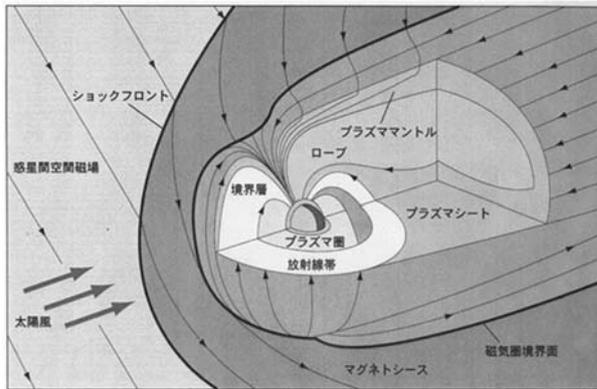 ショックフロント
プラズママントル
ローブ
惑星間空間磁場
境界層
プラズマシート
プラズマ圏
放射線帯
太陽風
磁気圏境界面
マグネトシース